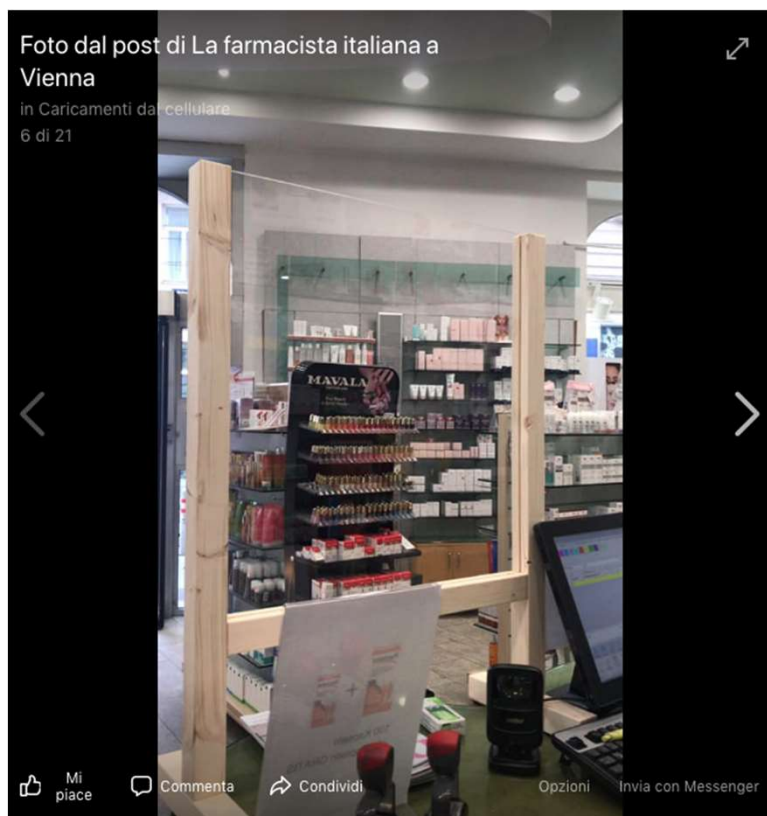 Foto dal post di La farmacista italiana a
Vienna
in Caricamenti dal cellulare
6 di 21
MAVALA
Mi
piace
Commenta
Condividi
Opzioni
Invia con Messenger